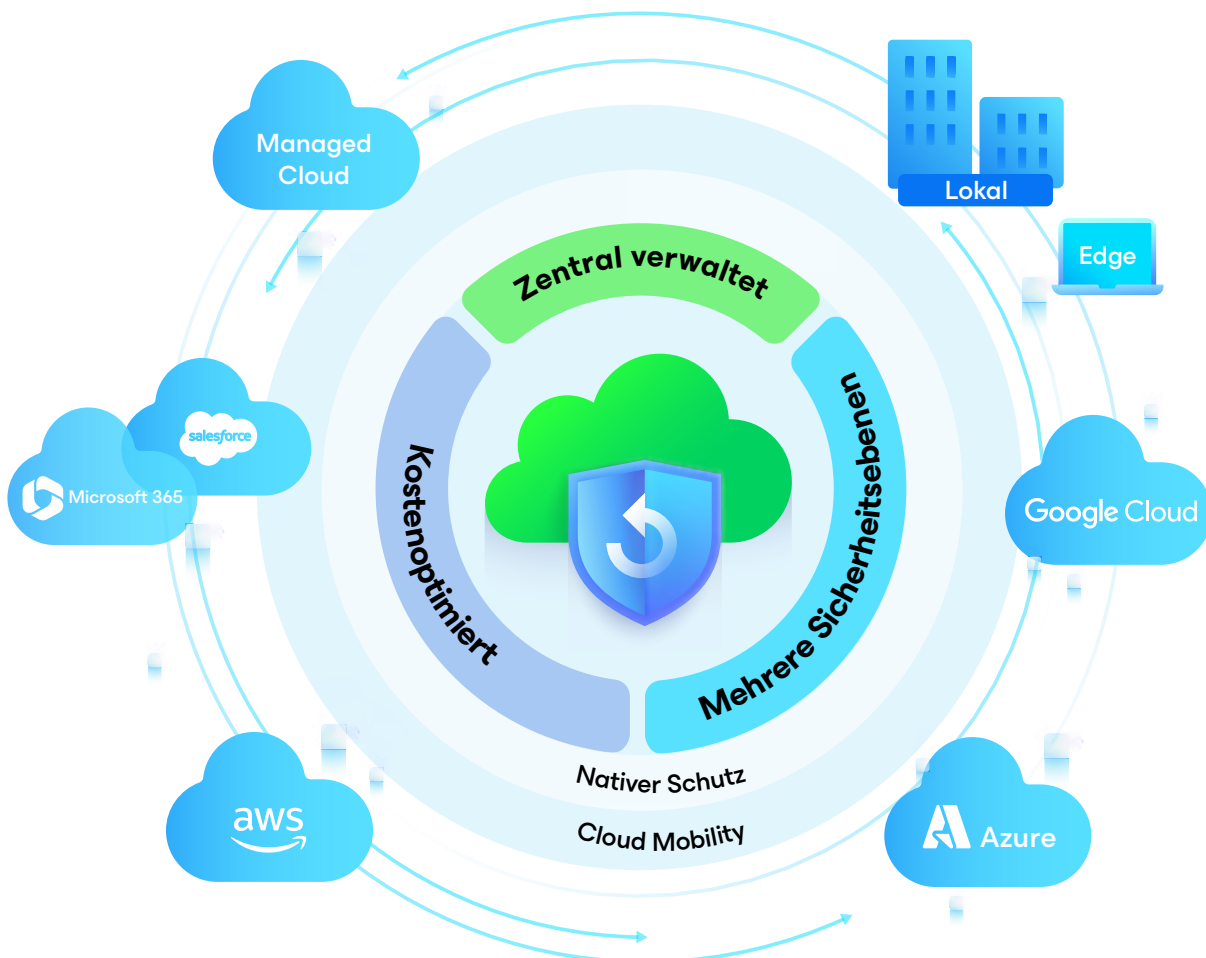 Managed
Cloud
Lokal
Edge
Zentral verwaltet
Kostenoptimiert
Mehrere Sicherheitsebenen
salesforce
Microsoft 365
Google Cloud
Nativer Schutz
Cloud Mobility
aws
Azure